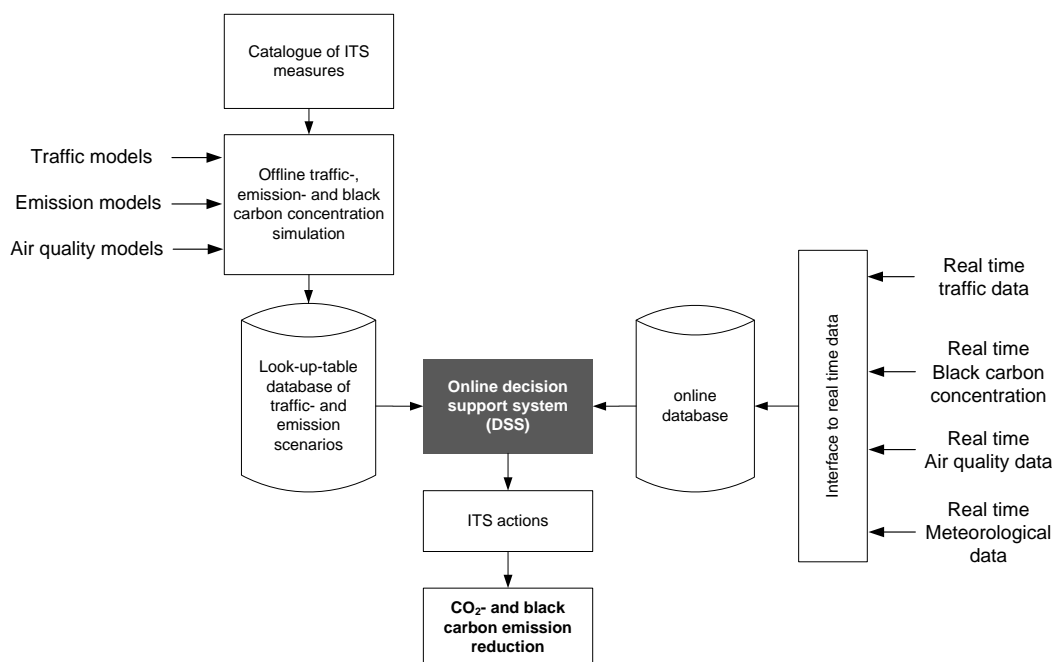 Catalogue of ITS
measures
Traffic models
Emission models
Air quality models
Offline traffic-,
emission- and black
carbon concentration
simulation
Look-up-table
database of
traffic- and
emission
scenarios
Online decision
support system
(DSS)
online
database
Interface to real time data
Real time
traffic data
Real time
Black carbon
concentration
Real time
Air quality data
Real time
Meteorological
data
ITS actions
CO₂- and black
carbon emission
reduction